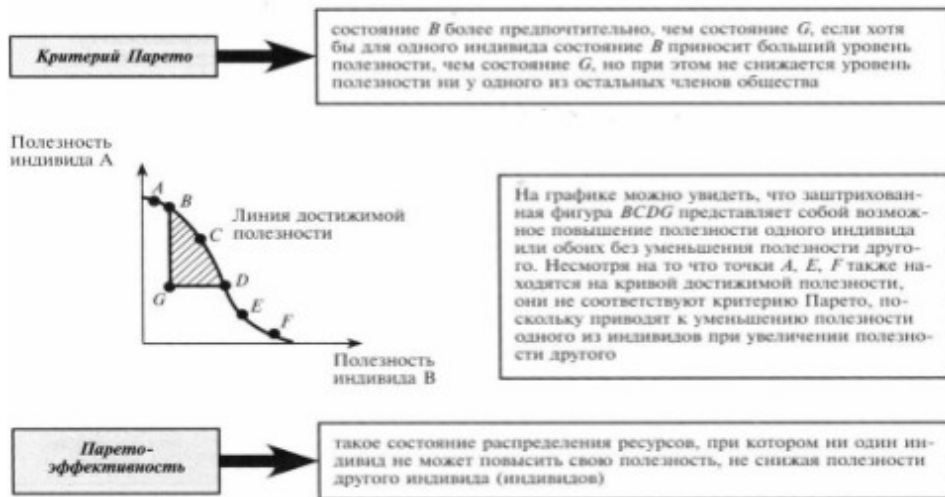 Критерий Парето
состояние B более предпочтительно, чем состояние G, если хотя
бы для одного индивида состояние B приносит больший уровень
полезности, чем состояние G, но при этом не снижается уровень
полезности ни у одного из остальных членов общества
Полезность
индивида А
A
B
Линия достижимой
полезности
C
D
G
E
F
Полезность
индивида В
На графике можно увидеть, что заштрихован-
ная фигура BCDG представляет собой возмож-
ное повышение полезности одного индивида
или обоих без уменьшения полезности друго-
го. Несмотря на то что точки A, E, F также на-
ходятся на кривой достижимой полезности,
они не соответствуют критерию Парето, по-
скольку приводят к уменьшению полезности
одного из индивидов при увеличении полезно-
сти другого
Парето-
эффективность
такое состояние распределения ресурсов, при котором ни один ин-
дивид не может повысить свою полезность, не снижая полезности
другого индивида (индивидов)